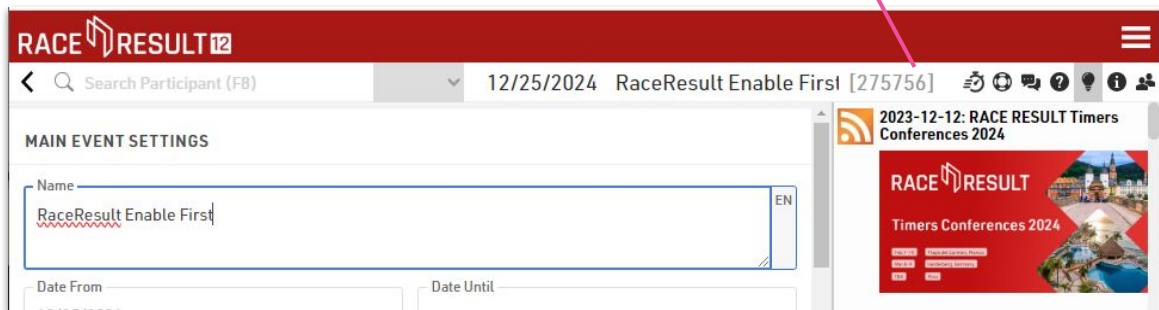 RACE RESULT 12
Search Participant (F8)
12/25/2024 RaceResult Enable First [275756]
MAIN EVENT SETTINGS
Name
RaceResult Enable First
EN
Date From
Date Until
2023-12-12: RACE RESULT Timers
Conferences 2024
RACE RESULT
Timers Conferences 2024